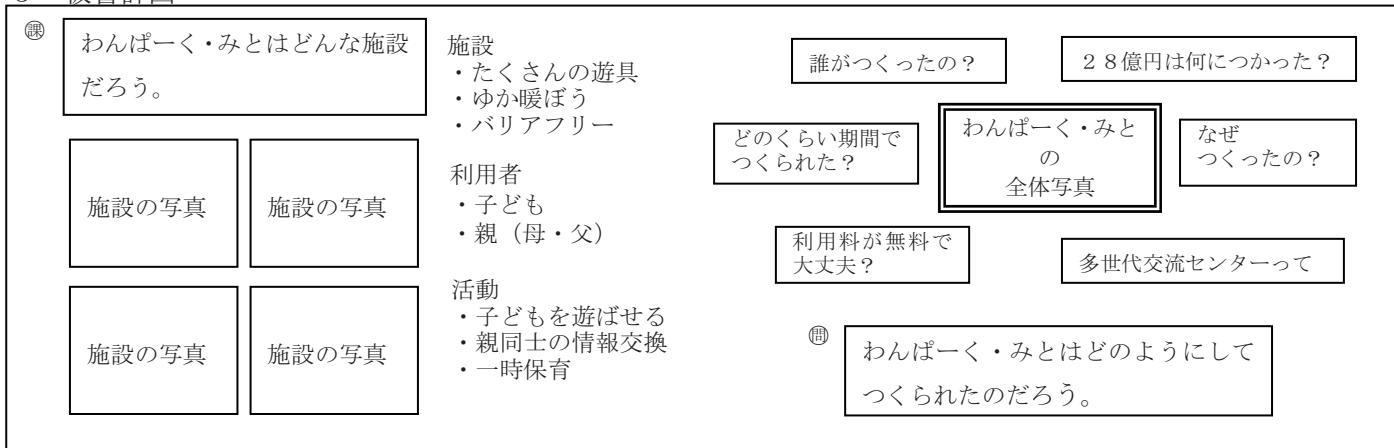 ㋕ わんぱーく・みとはどんな施設
だろう。
施設の写真
施設の写真
施設の写真
施設の写真
施設
・たくさんの遊具
・ゆか暖ぼう
・バリアフリー
利用者
・子ども
・親（母・父）
活動
・子どもを遊ばせる
・親同士の情報交換
・一時保育
誰がつくったの？
２８億円は何につかった？
どのくらい期間で
つくられた？
わんぱーく・みと
の
全体写真
なぜ
つくったの？
利用料が無料で
大丈夫？
多世代交流センターって
問
わんぱーく・みとはどのようにして
つくられたのだろう。